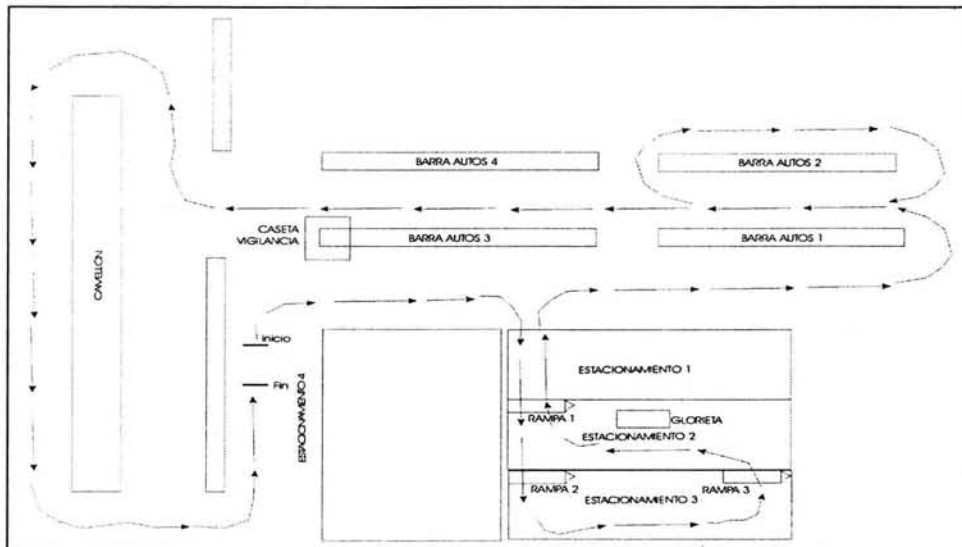 BARRA AUTOS 4
BARRA AUTOS 2
CASETA
VIGILANCIA
BARRA AUTOS 3
BARRA AUTOS 1
CAMELLON
Inicio
Fin
ESTACIONAMIENTO 4
ESTACIONAMIENTO 1
RAMPA 1
GLORIETA
ESTACIONAMIENTO 2
RAMPA 2
RAMPA 3
ESTACIONAMIENTO 3